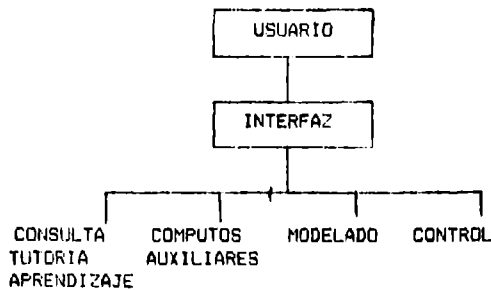 USUARIO
INTERFAZ
CONSULTA COMPUTOS MODELADO CONTROL
TUTORIA AUXILIARES
APRENDIZAJE